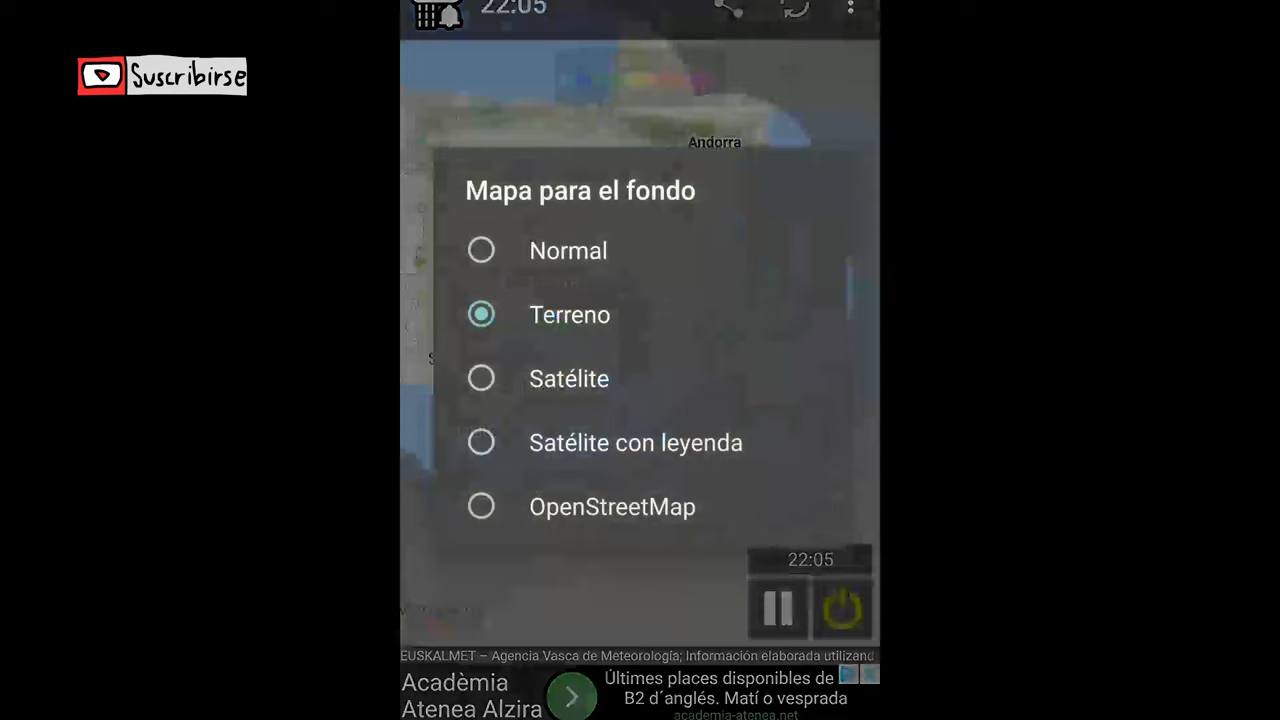 22:05
Suscribirse
Andorra
Mapa para el fondo
Normal
Terreno
Satélite
Satélite con leyenda
OpenStreetMap
22:05
EUSKALMET – Agencia Vasca de Meteorología; Información elaborada utilizand
Acadèmia
Atenea Alzira
Últimes places disponibles de
B2 d´anglés. Matí o vesprada
academia-atenea.net